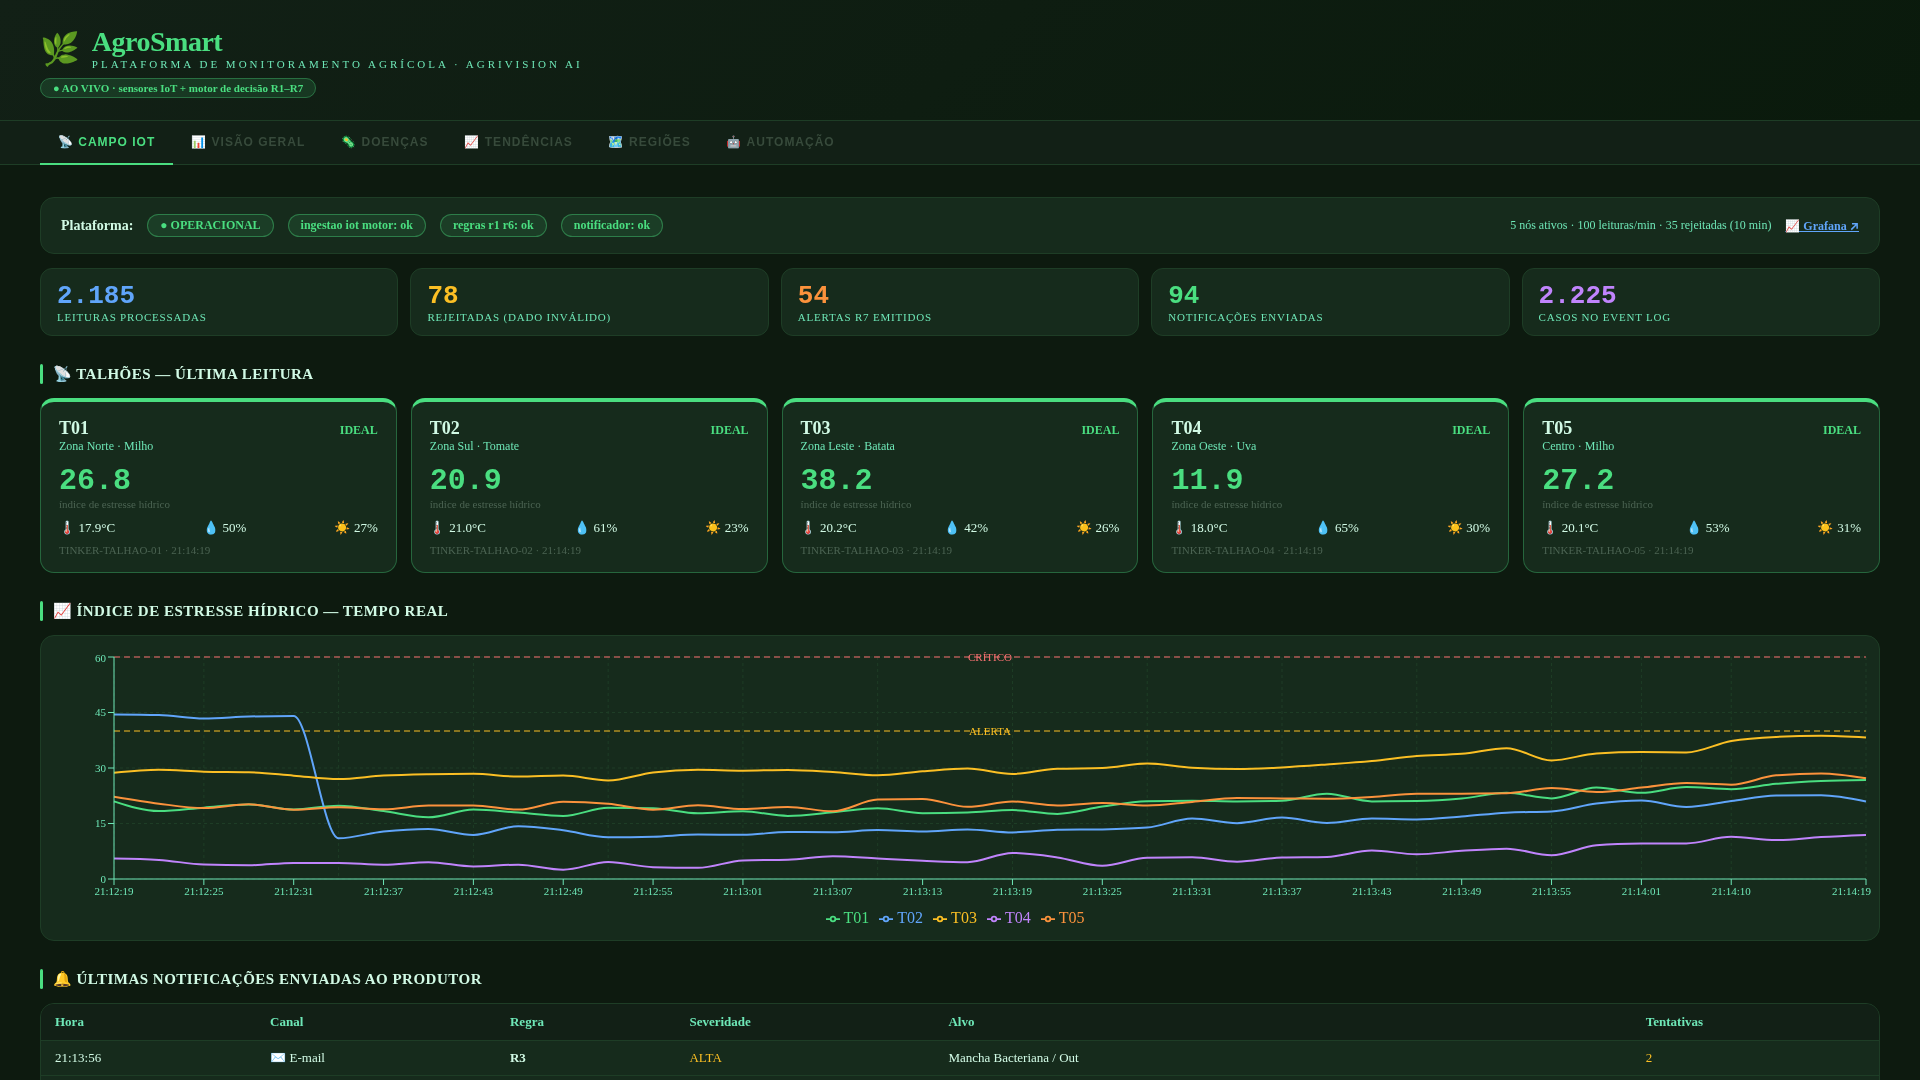 AgroSmart
PLATAFORMA DE MONITORAMENTO AGRÍCOLA · AGRIVISION AI
● AO VIVO · sensores IoT + motor de decisão R1–R7
CAMPO IOT VISÃO GERAL DOENÇAS TENDÊNCIAS REGIÕES AUTOMAÇÃO
Plataforma: ● OPERACIONAL ingestao iot motor: ok regras r1 r6: ok notificador: ok 5 nós ativos · 100 leituras/min · 35 rejeitadas (10 min) Grafana ↗
2.185 78 54 94 2.225
LEITURAS PROCESSADAS REJEITADAS (DADO INVÁLIDO) ALERTAS R7 EMITIDOS NOTIFICAÇÕES ENVIADAS CASOS NO EVENT LOG
TALHÕES — ÚLTIMA LEITURA
T01 IDEAL
Zona Norte · Milho
26.8
índice de estresse hídrico
17.9°C 50% 27%
TINKER-TALHAO-01 · 21:14:19
T02 IDEAL
Zona Sul · Tomate
20.9
índice de estresse hídrico
21.0°C 61% 23%
TINKER-TALHAO-02 · 21:14:19
T03 IDEAL
Zona Leste · Batata
38.2
índice de estresse hídrico
20.2°C 42% 26%
TINKER-TALHAO-03 · 21:14:19
T04 IDEAL
Zona Oeste · Uva
11.9
índice de estresse hídrico
18.0°C 65% 30%
TINKER-TALHAO-04 · 21:14:19
T05 IDEAL
Centro · Milho
27.2
índice de estresse hídrico
20.1°C 53% 31%
TINKER-TALHAO-05 · 21:14:19
ÍNDICE DE ESTRESSE HÍDRICO — TEMPO REAL
60
CRÍTICO
45
ALERTA
30
15
0
21:12:19 21:12:25 21:12:31 21:12:37 21:12:43 21:12:49 21:12:55 21:13:01 21:13:07 21:13:13 21:13:19 21:13:25 21:13:31 21:13:37 21:13:43 21:13:49 21:13:55 21:14:01 21:14:10 21:14:19
T01 T02 T03 T04 T05
ÚLTIMAS NOTIFICAÇÕES ENVIADAS AO PRODUTOR
Hora Canal Regra Severidade Alvo Tentativas
21:13:56 E-mail R3 ALTA Mancha Bacteriana / Out 2